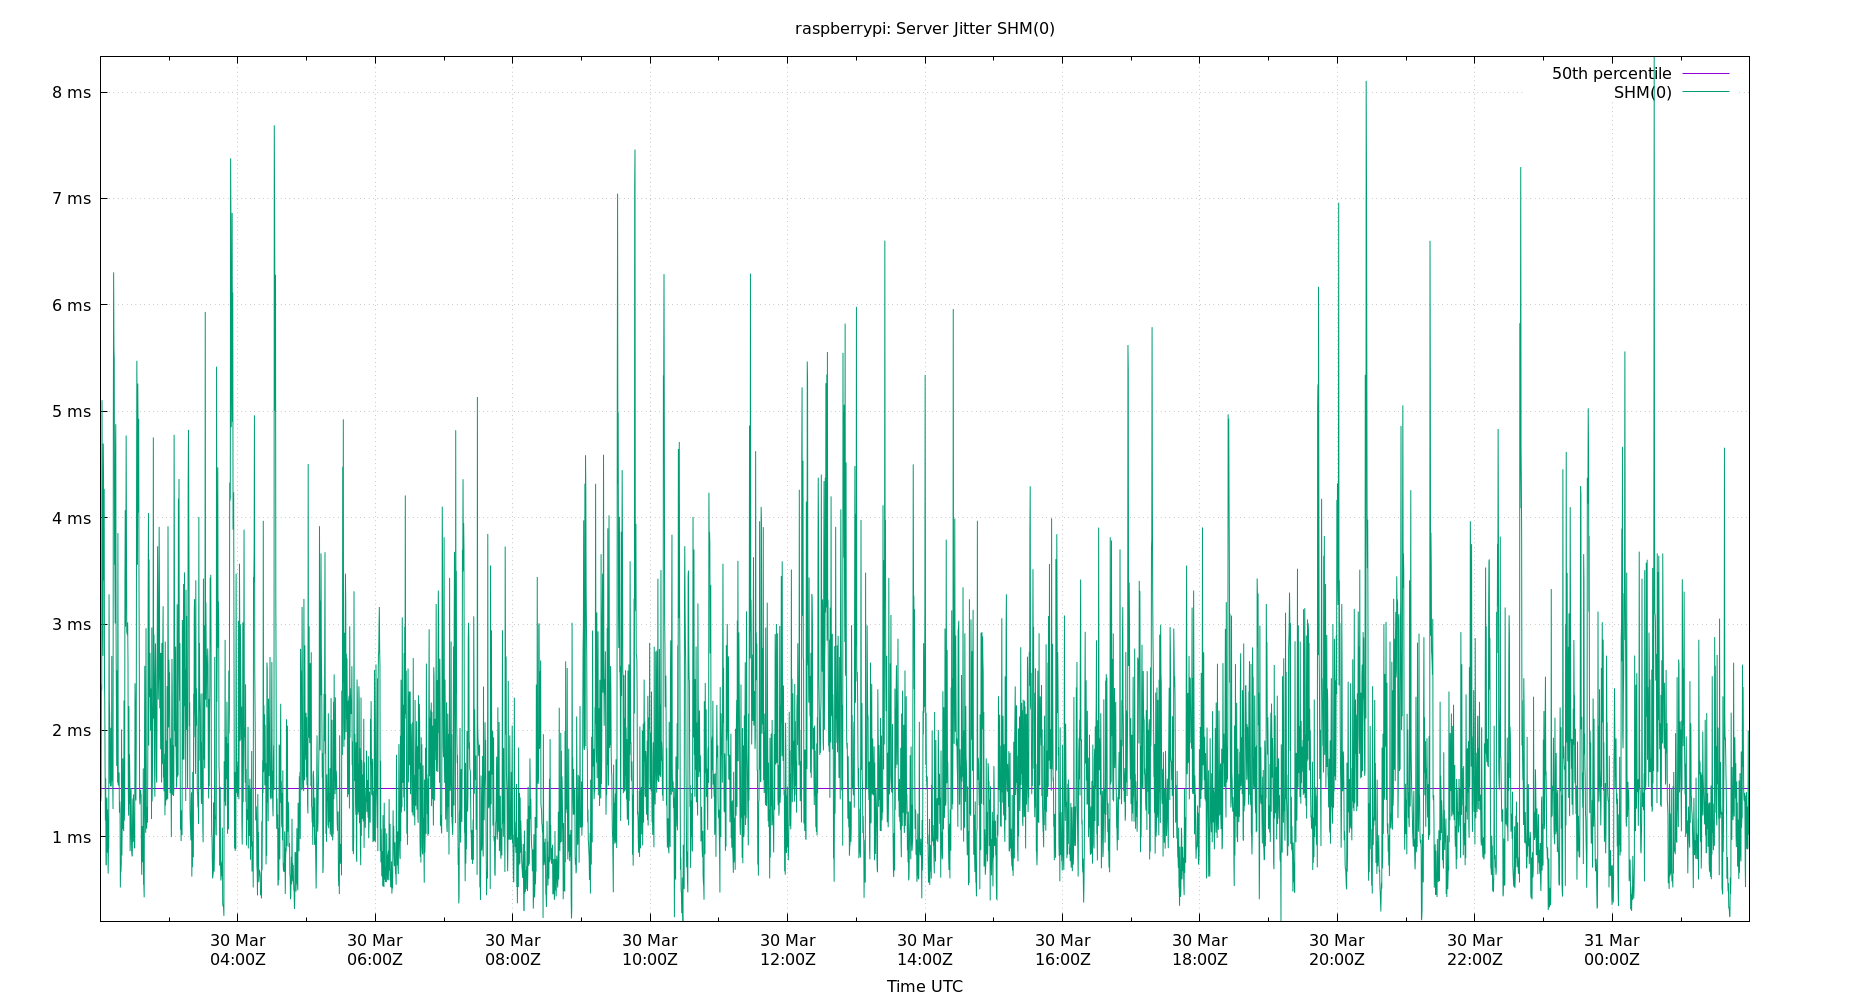 raspberrypi: Server Jitter SHM(0)
50th percentile
SHM(0)
8 ms
7 ms
6 ms
5 ms
4 ms
3 ms
2 ms
1 ms
30 Mar 30 Mar 30 Mar 30 Mar 30 Mar 30 Mar 30 Mar 30 Mar 30 Mar 30 Mar 31 Mar
04:00Z 06:00Z 08:00Z 10:00Z 12:00Z 14:00Z 16:00Z 18:00Z 20:00Z 22:00Z 00:00Z
Time UTC